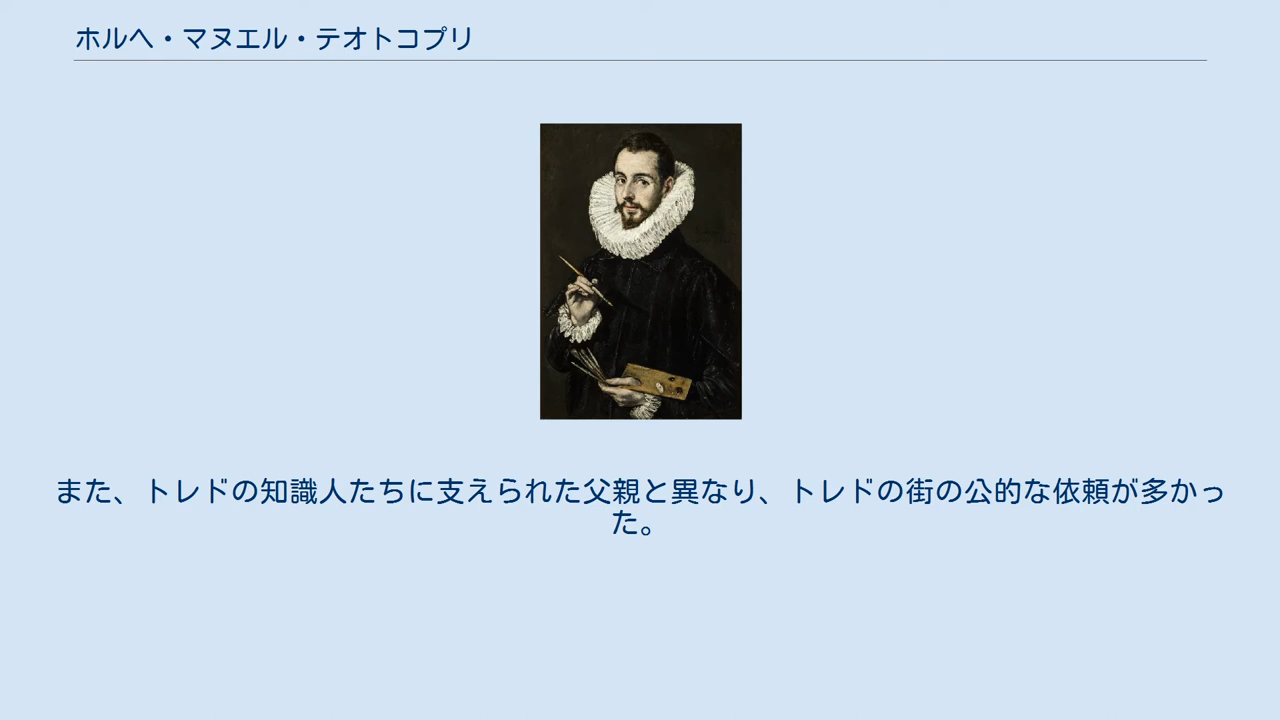 ホルヘ・マヌエル・テオトコプリ
また、トレドの知識人たちに支えられた父親と異なり、トレドの街の公的な依頼が多かっ
た。